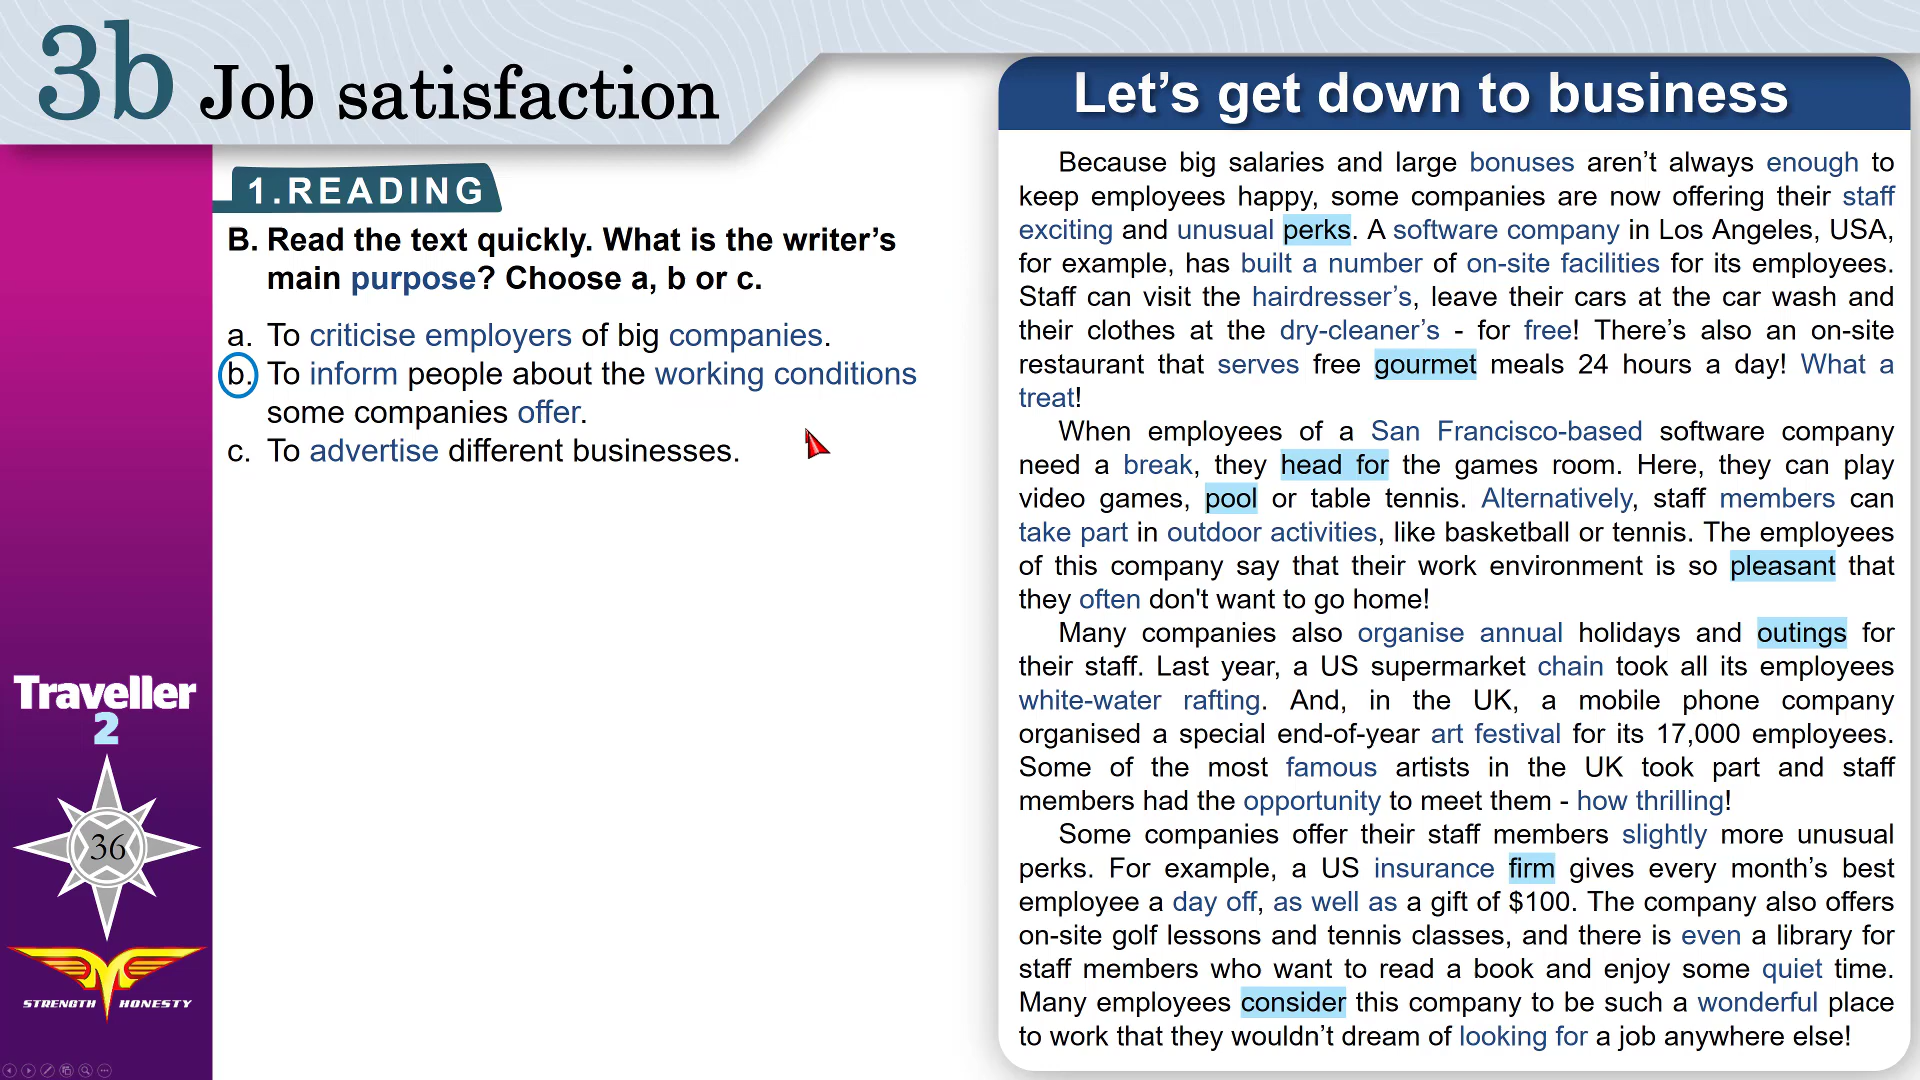 3b Job satisfaction
1.READING
B. Read the text quickly. What is the writer’s
main purpose? Choose a, b or c.
a. To criticise employers of big companies.
b. To inform people about the working conditions
some companies offer.
c. To advertise different businesses.
Let’s get down to business
Because big salaries and large bonuses aren’t always enough to
keep employees happy, some companies are now offering their staff
exciting and unusual perks. A software company in Los Angeles, USA,
for example, has built a number of on-site facilities for its employees.
Staff can visit the hairdresser’s, leave their cars at the car wash and
their clothes at the dry-cleaner’s - for free! There’s also an on-site
restaurant that serves free gourmet meals 24 hours a day! What a
treat!
When employees of a San Francisco-based software company
need a break, they head for the games room. Here, they can play
video games, pool or table tennis. Alternatively, staff members can
take part in outdoor activities, like basketball or tennis. The employees
of this company say that their work environment is so pleasant that
they often don't want to go home!
Many companies also organise annual holidays and outings for
their staff. Last year, a US supermarket chain took all its employees
white-water rafting. And, in the UK, a mobile phone company
organised a special end-of-year art festival for its 17,000 employees.
Some of the most famous artists in the UK took part and staff
members had the opportunity to meet them - how thrilling!
Some companies offer their staff members slightly more unusual
perks. For example, a US insurance firm gives every month’s best
employee a day off, as well as a gift of $100. The company also offers
on-site golf lessons and tennis classes, and there is even a library for
staff members who want to read a book and enjoy some quiet time.
Many employees consider this company to be such a wonderful place
to work that they wouldn’t dream of looking for a job anywhere else!
Traveller
2
36
STRENGTH HONESTY